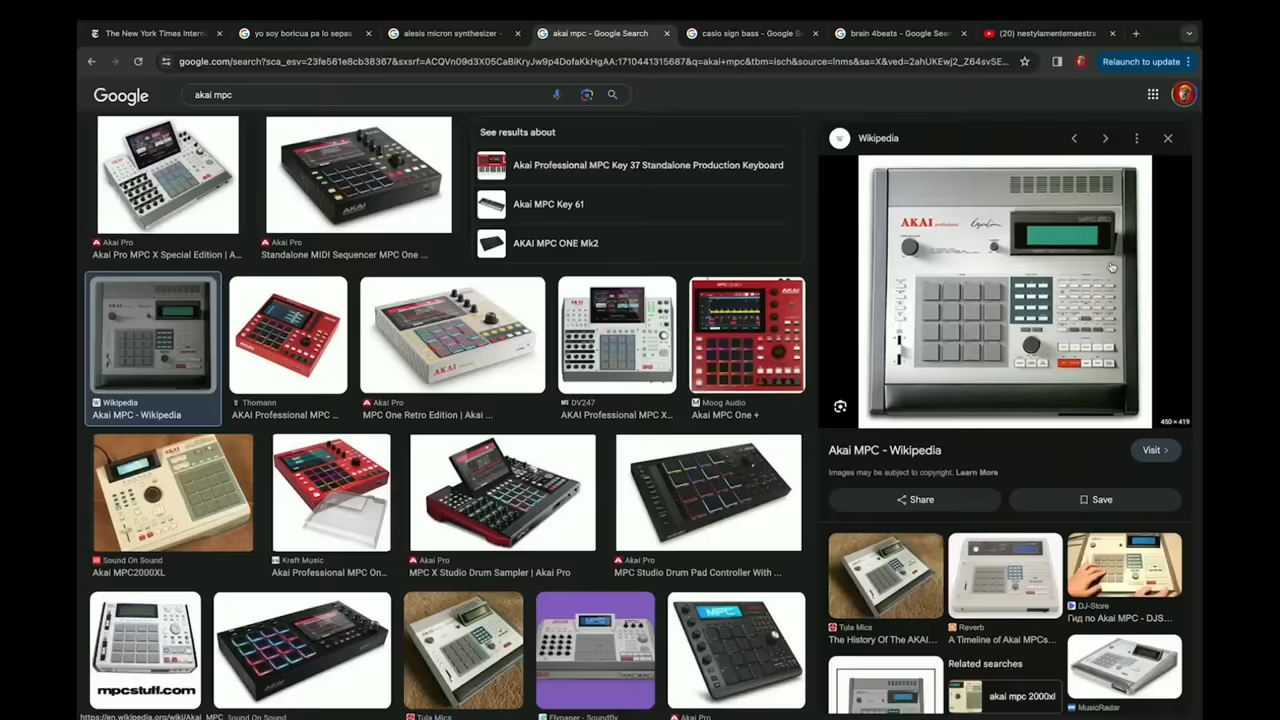 The New York Times Intern
yo soy boricua pa lo sepas
alesis micron synthesizer -
akai mpc - Google Search
casio sign bass - Google S
brain 4beats - Google Sear
(20) nestylamentemaestra
google.com/search?sca_esv=23fe561e8cb38367&sxsrf=ACQVn09d3X05CaBiKryJw9p4DofaKkHgHAA:1710441315687&q=akai+mpc&tbm=isch&source=lnms&sa=X&ved=2ahUKEwj2_Z64svSE...
Relaunch to update
Google
akai mpc
See results about
Akai Professional MPC Key 37 Standalone Production Keyboard
Akai MPC Key 61
AKAI MPC ONE Mk2
Akai Pro
Akai Pro MPC X Special Edition | A...
Akai Pro
Standalone MIDI Sequencer MPC One ...
Wikipedia
Akai MPC - Wikipedia
Thomann
AKAI Professional MPC ...
Akai Pro
MPC One Retro Edition | Akai ...
DV247
AKAI Professional MPC X...
Moog Audio
Akai MPC One +
Sound On Sound
Akai MPC2000XL
Kraft Music
Akai Professional MPC On...
Akai Pro
MPC X Studio Drum Sampler | Akai Pro
Akai Pro
MPC Studio Drum Pad Controller With ...
mpcstuff.com
MPC
https://en.wikipedia.org/wiki/Akai_MPC
Sound On Sound
Tula Mics
Flypaper - Soundfly
Akai Pro
Wikipedia
AKAI professional
MPC60
450 × 419
Akai MPC - Wikipedia
Visit
Images may be subject to copyright. Learn More
Share
Save
Tula Mics
The History Of The AKAI...
Reverb
A Timeline of Akai MPCs...
DJ-Store
Гид по Akai MPC - DJS...
Related searches
akai mpc 2000xl
MusicRadar